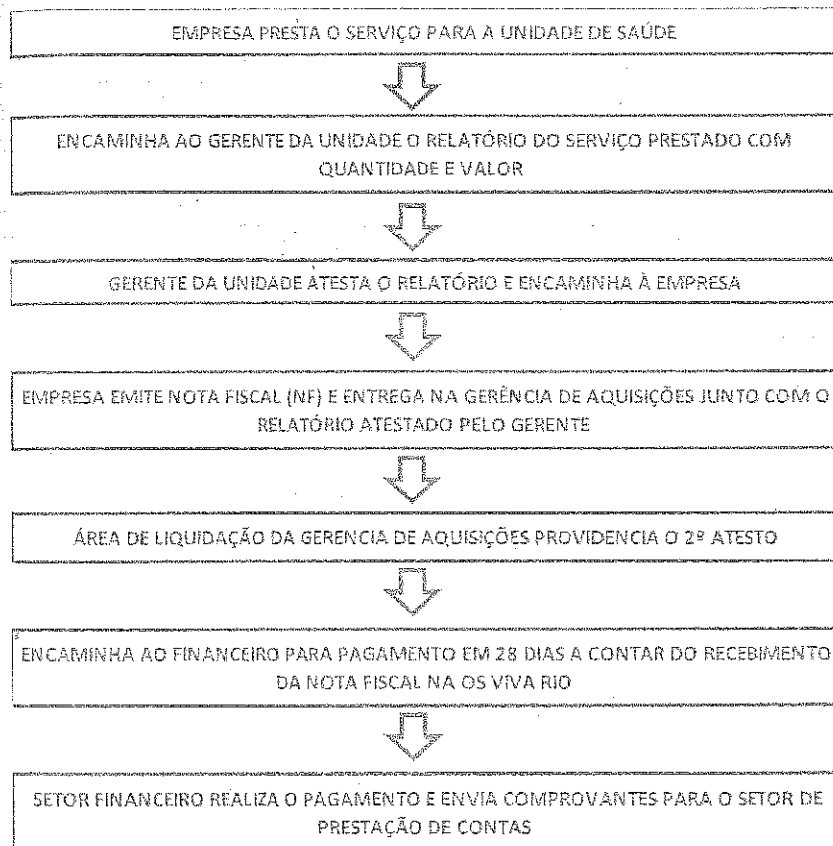 EMPRESA PRESTA O SERVIÇO PARA A UNIDADE DE SAÚDE
ENCAMINHA AO GERENTE DA UNIDADE O RELATÓRIO DO SERVIÇO PRESTADO COM
QUANTIDADE E VALOR
GERENTE DA UNIDADE ATESTA O RELATÓRIO E ENCAMINHA À EMPRESA
EMPRESA EMITE NOTA FISCAL (NF) E ENTREGA NA GERÊNCIA DE AQUISIÇÕES JUNTO COM O
RELATÓRIO ATESTADO PELO GERENTE
ÁREA DE LIQUIDAÇÃO DA GERENCIA DE AQUISIÇÕES PROVIDENCIA O 2º ATESTO
ENCAMINHA AO FINANCEIRO PARA PAGAMENTO EM 28 DIAS A CONTAR DO RECEBIMENTO
DA NOTA FISCAL NA OS VIVA RIO
SETOR FINANCEIRO REALIZA O PAGAMENTO E ENVIA COMPROVANTES PARA O SETOR DE
PRESTAÇÃO DE CONTAS